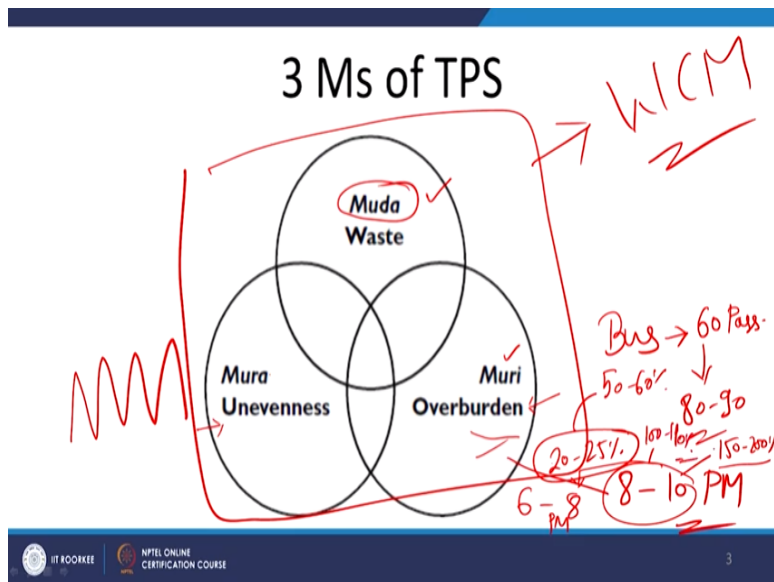 3 Ms of TPS
WCM
Muda
Waste
Mura
Unevenness
Muri
Overburden
Bus → 60 Pass.
50-60%
80-90
100-110%
150-200%
20-25%
6-8
PM
8-10 PM
IIT ROORKEE
NPTEL ONLINE
CERTIFICATION COURSE
3